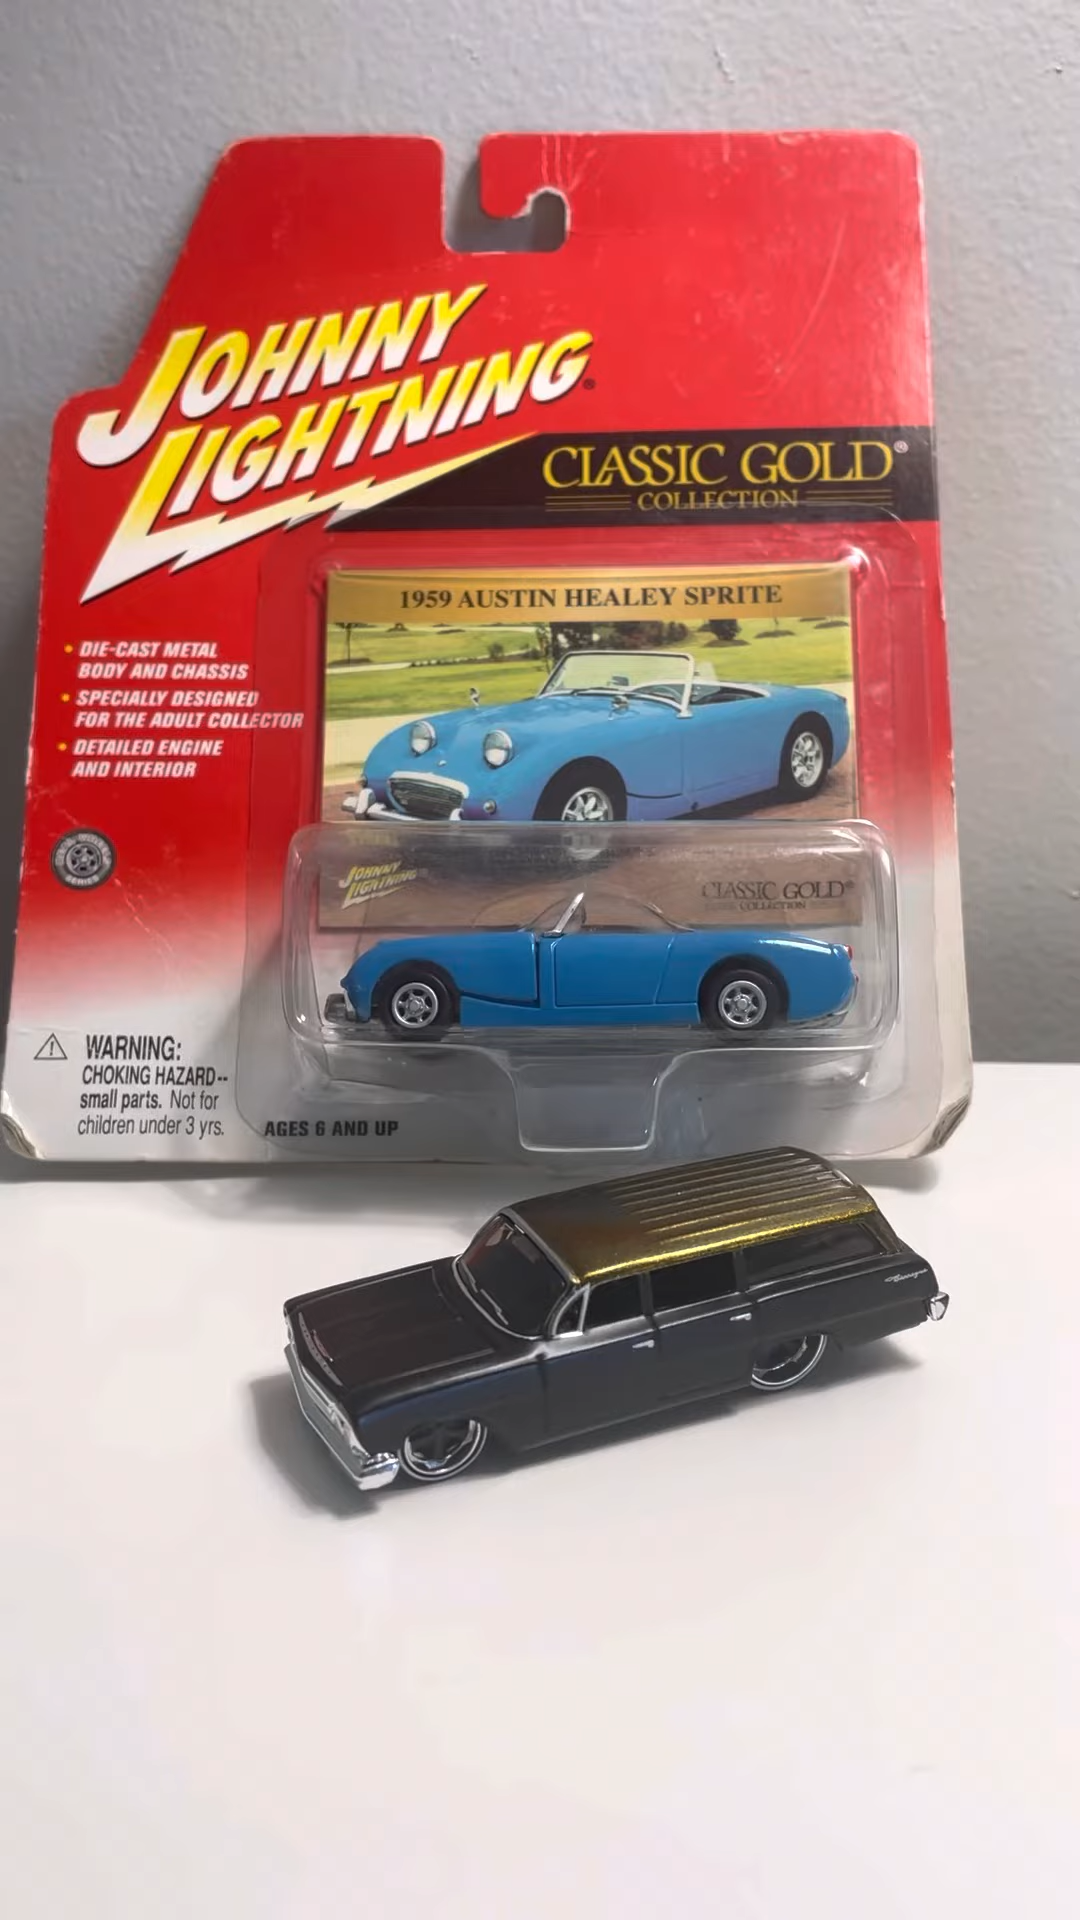 JOHNNY
LIGHTNING®
CLASSIC GOLD®
COLLECTION
1959 AUSTIN HEALEY SPRITE
• DIE-CAST METAL
BODY AND CHASSIS
• SPECIALLY DESIGNED
FOR THE ADULT COLLECTOR
• DETAILED ENGINE
AND INTERIOR
SERIES
JOHNNY
LIGHTNING®
CLASSIC GOLD®
COLLECTION
WARNING:
CHOKING HAZARD--
small parts. Not for
children under 3 yrs.
AGES 6 AND UP